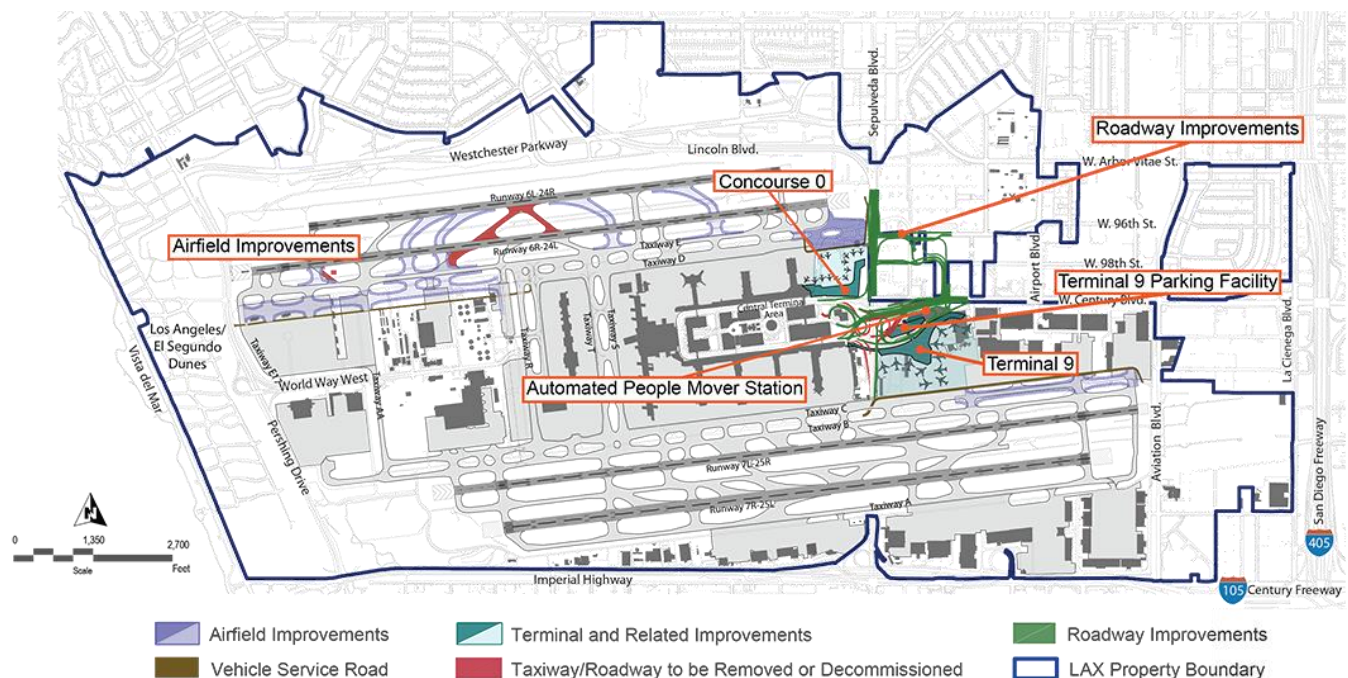 Sepulveda Blvd.
Roadway Improvements
Westchester Parkway
Lincoln Blvd.
W. Arbor Vitae St.
Concourse 0
Runway 6L-24R
Airfield Improvements
Runway 6R-24L
Taxiway E
Taxiway D
W. 96th St.
W. 98th St.
Airport Blvd.
Terminal 9 Parking Facility
W. Century Blvd.
Central Terminal
Area
Los Angeles/
El Segundo
Dunes
Vista del Mar
Taxiway R
Taxiway T
Taxiway S
La Cienega Blvd.
World Way West
Taxiway AA
Automated People Mover Station
Terminal 9
Taxiway C
Taxiway B
Pershing Drive
Aviation Blvd.
Runway 7L-25R
Runway 7R-25L
Taxiway A
San Diego Freeway
405
N
0
1,350
2,700
Scale
Feet
Imperial Highway
105
Century Freeway
Airfield Improvements
Terminal and Related Improvements
Roadway Improvements
Vehicle Service Road
Taxiway/Roadway to be Removed or Decommissioned
LAX Property Boundary